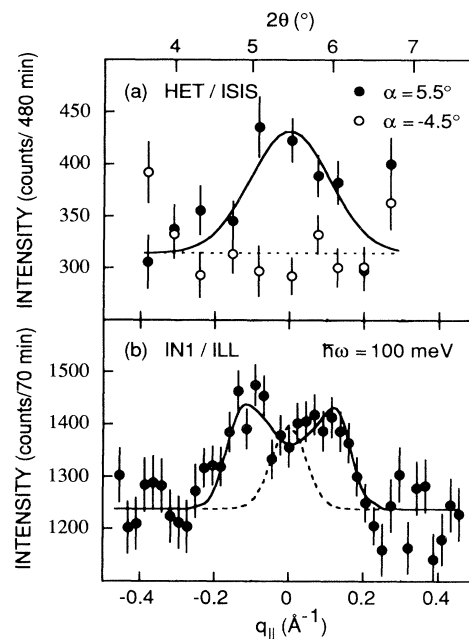 2θ (°)
4 5 6 7
(a) HET / ISIS
α = 5.5°
α = -4.5°
INTENSITY (counts/ 480 min)
450
400
350
300
(b) IN1 / ILL
ħω = 100 meV
INTENSITY (counts/70 min)
1500
1400
1300
1200
-0.4 -0.2 0 0.2 0.4
q|| (Å⁻¹)